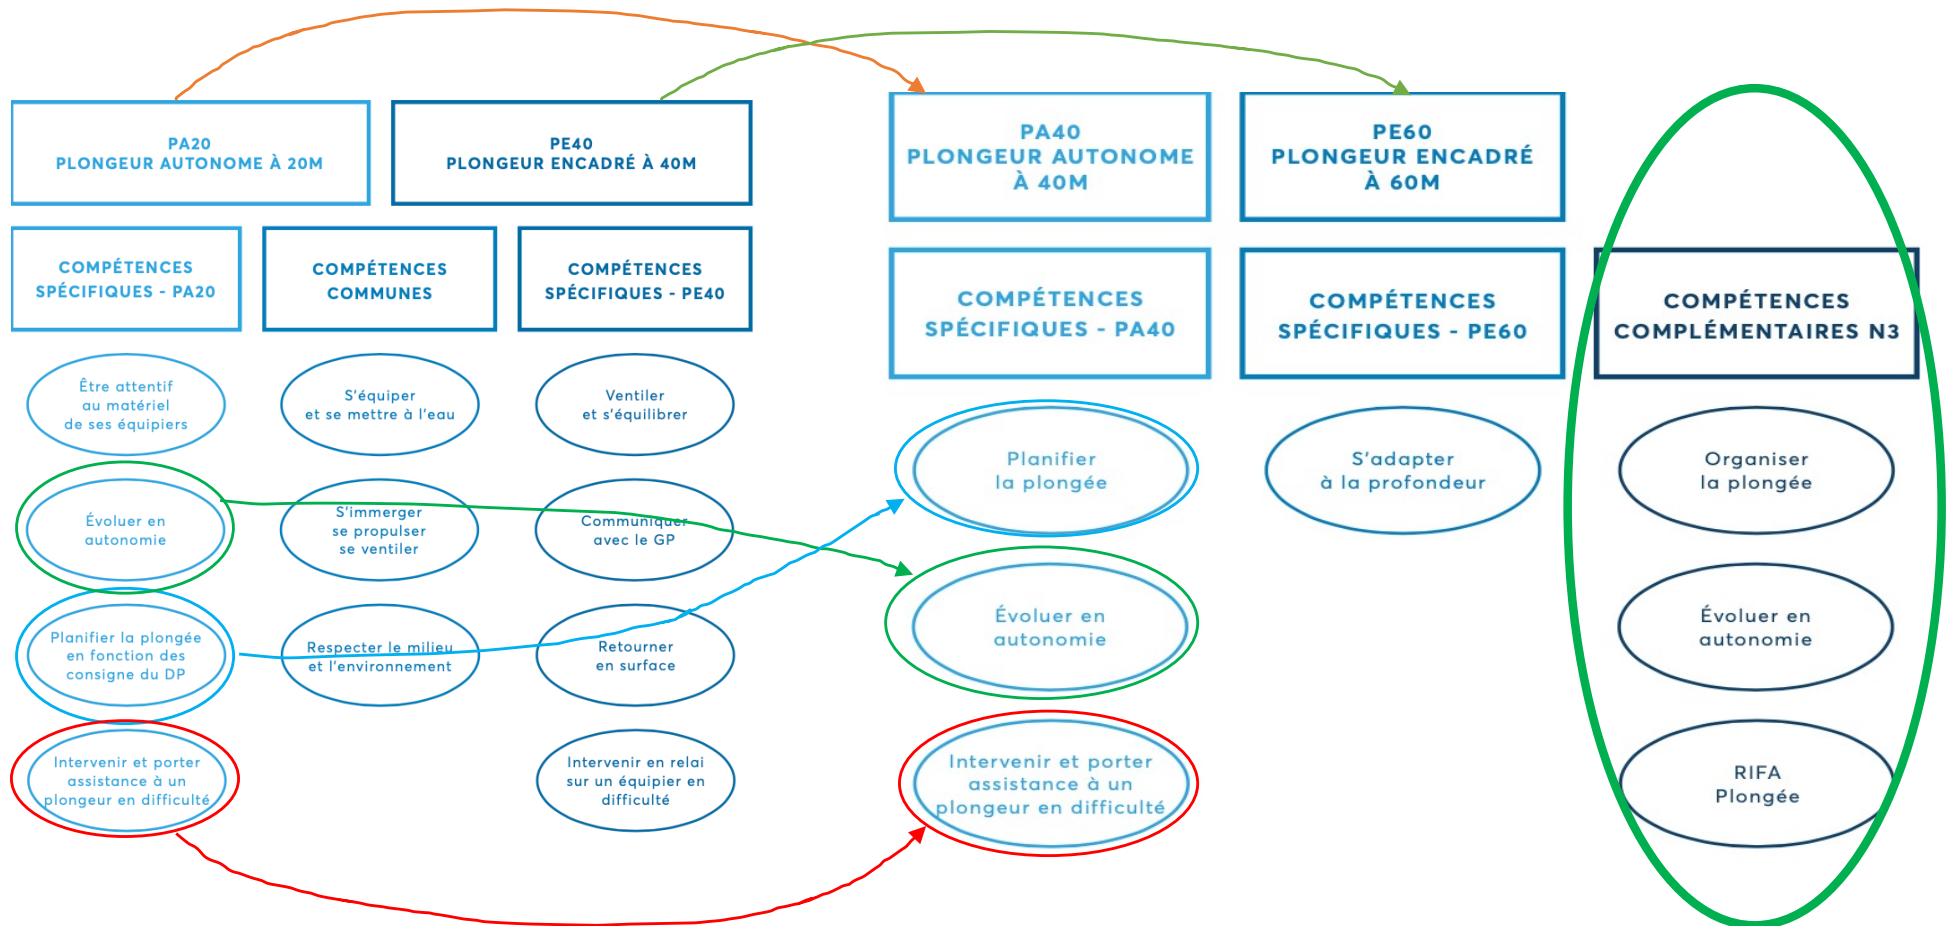 PA20
PLONGEUR AUTONOME À 20M
PE40
PLONGEUR ENCADRÉ À 40M
PA40
PLONGEUR AUTONOME
À 40M
PE60
PLONGEUR ENCADRÉ
À 60M
COMPÉTENCES
SPÉCIFIQUES - PA20
COMPÉTENCES
COMMUNES
COMPÉTENCES
SPÉCIFIQUES - PE40
COMPÉTENCES
SPÉCIFIQUES - PA40
COMPÉTENCES
SPÉCIFIQUES - PE60
COMPÉTENCES
COMPLÉMENTAIRES N3
Être attentif
au matériel
de ses équipiers
S'équiper
et se mettre à l'eau
Ventiler
et s'équilibrer
Planifier
la plongée
S'adapter
à la profondeur
Organiser
la plongée
Évoluer en
autonomie
S'immerger
se propulser
se ventiler
Communiquer
avec le GP
Évoluer en
autonomie
Évoluer en
autonomie
Planifier la plongée
en fonction des
consigne du DP
Respecter le milieu
et l'environnement
Retourner
en surface
Intervenir et porter
assistance à un
plongeur en difficulté
Intervenir en relai
sur un équipier en
difficulté
Intervenir et porter
assistance à un
plongeur en difficulté
RIFA
Plongée